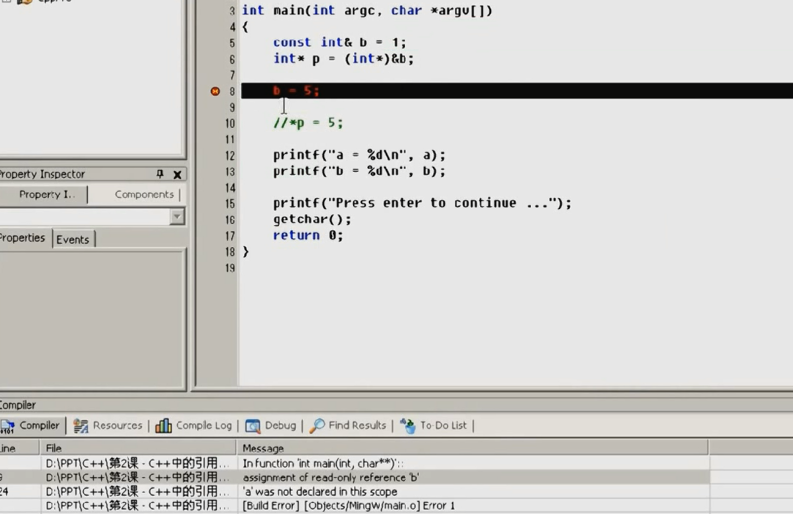 3 int main(int argc, char *argv[])
4 {
5 const int& b = 1;
6 int* p = (int*)&b;
7
8 b = 5;
9
10 //*p = 5;
11
12 printf("a = %d\n", a);
13 printf("b = %d\n", b);
14
15 printf("Press enter to continue ...");
16 getchar();
17 return 0;
18 }
19
Property Inspector
Property I.. Components
Properties Events
Compiler
Compiler Resources Compile Log Debug Find Results To Do List
Line File Message
D:\PPT\C++\第2课 - C++中的引用... In function 'int main(int, char**)'::
D:\PPT\C++\第2课 - C++中的引用... assignment of read-only reference 'b'
24 D:\PPT\C++\第2课 - C++中的引用... 'a' was not declared in this scope
D:\PPT\C++\第2课 - C++中的引用... [Build Error] [Objects/MingW/main.o] Error 1